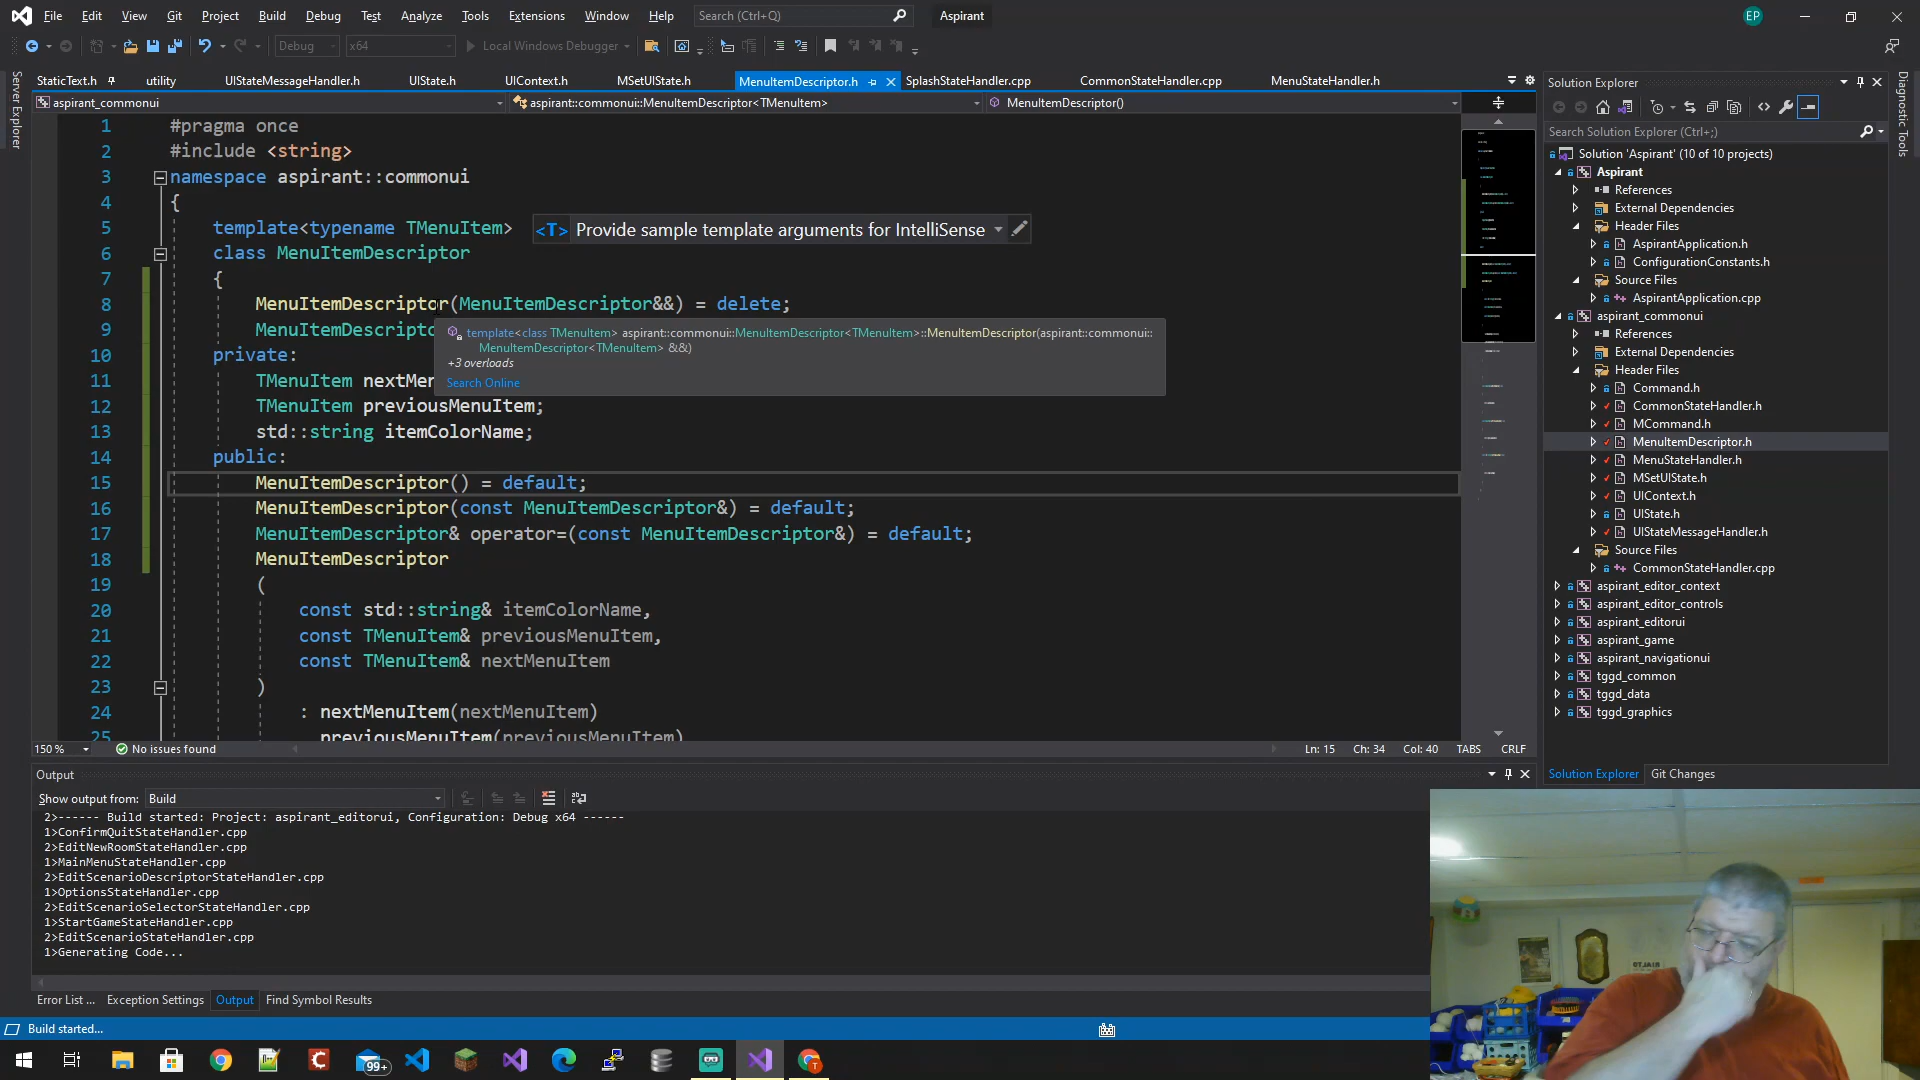 File Edit View Git Project Build Debug Test Analyze Tools Extensions Window Help Search (Ctrl+Q) Aspirant EP
Debug x64 Local Windows Debugger
Server Explorer
StaticText.h utility UIStateMessageHandler.h UIState.h UIContext.h MSetUIState.h MenuItemDescriptor.h SplashStateHandler.cpp CommonStateHandler.cpp MenuStateHandler.h
aspirant_commonui aspirant::commonui::MenuItemDescriptor<TMenuItem> MenuItemDescriptor()
1 #pragma once
2 #include <string>
3 namespace aspirant::commonui
4 {
5 template<typename TMenuItem> <T> Provide sample template arguments for IntelliSense
6 class MenuItemDescriptor
7 {
8 MenuItemDescriptor(MenuItemDescriptor&&) = delete;
9 MenuItemDescripto
template<class TMenuItem> aspirant::commonui::MenuItemDescriptor<TMenuItem>::MenuItemDescriptor(aspirant::commonui::
MenuItemDescriptor<TMenuItem> &&)
+3 overloads
Search Online
10 private:
11 TMenuItem nextMen
12 TMenuItem previousMenuItem;
13 std::string itemColorName;
14 public:
15 MenuItemDescriptor() = default;
16 MenuItemDescriptor(const MenuItemDescriptor&) = default;
17 MenuItemDescriptor& operator=(const MenuItemDescriptor&) = default;
18 MenuItemDescriptor
19 (
20 const std::string& itemColorName,
21 const TMenuItem& previousMenuItem,
22 const TMenuItem& nextMenuItem
23 )
24 : nextMenuItem(nextMenuItem)
25 previousMenuItem(previousMenuItem)
150 % No issues found Ln: 15 Ch: 34 Col: 40 TABS CRLF
Output
Show output from: Build
2>------ Build started: Project: aspirant_editorui, Configuration: Debug x64 ------
1>ConfirmQuitStateHandler.cpp
2>EditNewRoomStateHandler.cpp
1>MainMenuStateHandler.cpp
2>EditScenarioDescriptorStateHandler.cpp
1>OptionsStateHandler.cpp
2>EditScenarioSelectorStateHandler.cpp
1>StartGameStateHandler.cpp
2>EditScenarioStateHandler.cpp
1>Generating Code...
Error List ... Exception Settings Output Find Symbol Results
Build started...
99+
Solution Explorer
Search Solution Explorer (Ctrl+;)
Solution 'Aspirant' (10 of 10 projects)
Aspirant
References
External Dependencies
Header Files
AspirantApplication.h
ConfigurationConstants.h
Source Files
AspirantApplication.cpp
aspirant_commonui
References
External Dependencies
Header Files
Command.h
CommonStateHandler.h
MCommand.h
MenuItemDescriptor.h
MenuStateHandler.h
MSetUIState.h
UIContext.h
UIState.h
UIStateMessageHandler.h
Source Files
CommonStateHandler.cpp
aspirant_editor_context
aspirant_editor_controls
aspirant_editorui
aspirant_game
aspirant_navigationui
tggd_common
tggd_data
tggd_graphics
Solution Explorer Git Changes
Diagnostic Tools